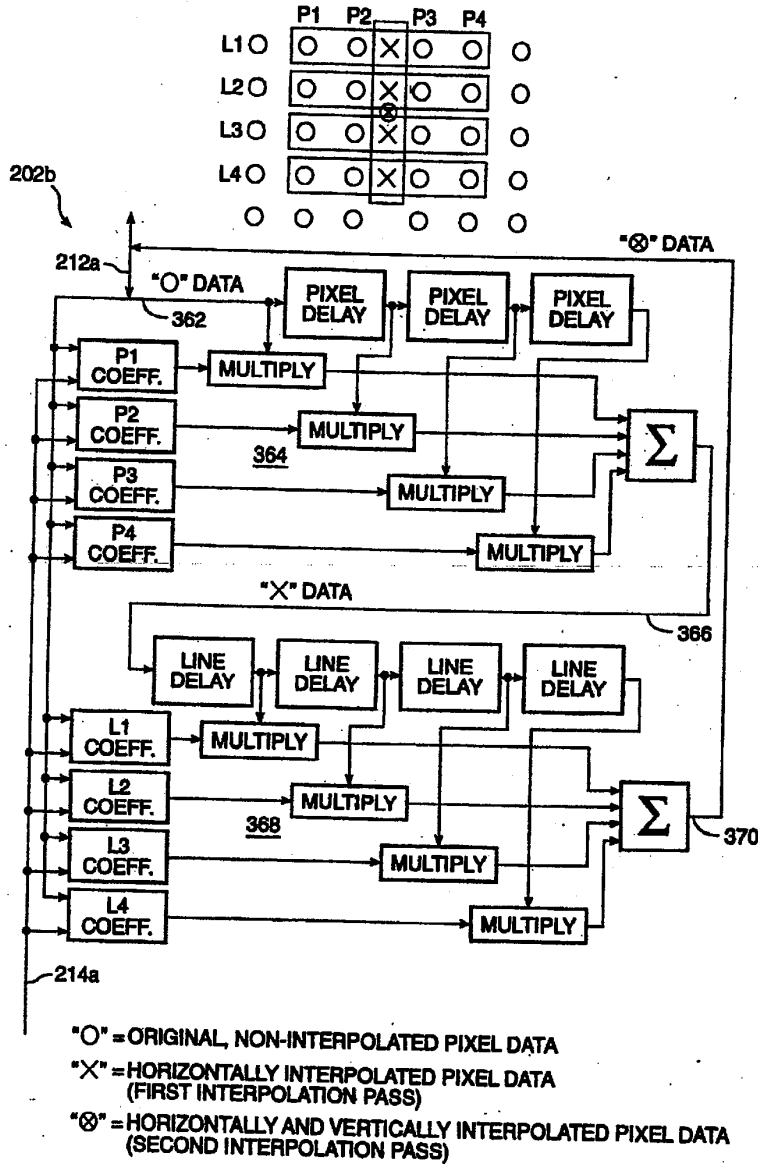 P1 P2 P3 P4
L1
L2
L3
L4
202b
212a
"O" DATA
"⊗" DATA
362
PIXEL
DELAY
PIXEL
DELAY
PIXEL
DELAY
P1
COEFF.
MULTIPLY
P2
COEFF.
MULTIPLY
364
Σ
P3
COEFF.
MULTIPLY
P4
COEFF.
MULTIPLY
"X" DATA
366
LINE
DELAY
LINE
DELAY
LINE
DELAY
LINE
DELAY
L1
COEFF.
MULTIPLY
L2
COEFF.
MULTIPLY
368
Σ
370
L3
COEFF.
MULTIPLY
L4
COEFF.
MULTIPLY
214a
"O" = ORIGINAL, NON-INTERPOLATED PIXEL DATA
"X" = HORIZONTALLY INTERPOLATED PIXEL DATA
(FIRST INTERPOLATION PASS)
"⊗" = HORIZONTALLY AND VERTICALLY INTERPOLATED PIXEL DATA
(SECOND INTERPOLATION PASS)